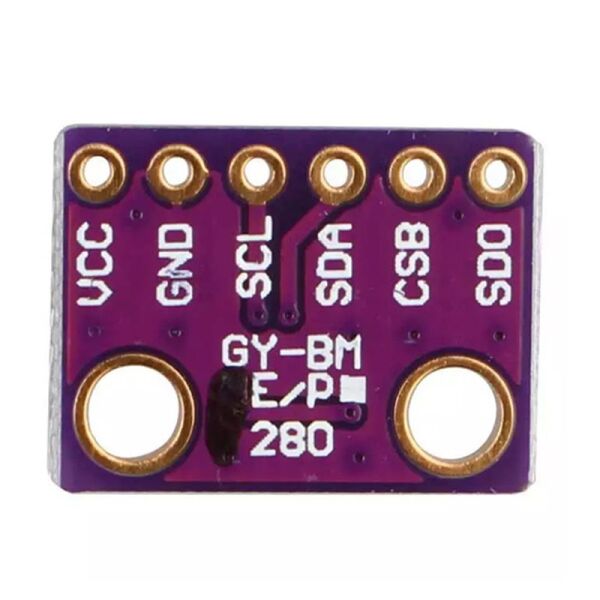 VCC
GND
SCL
SDA
CSB
SDO
GY-BM
E/P■
280